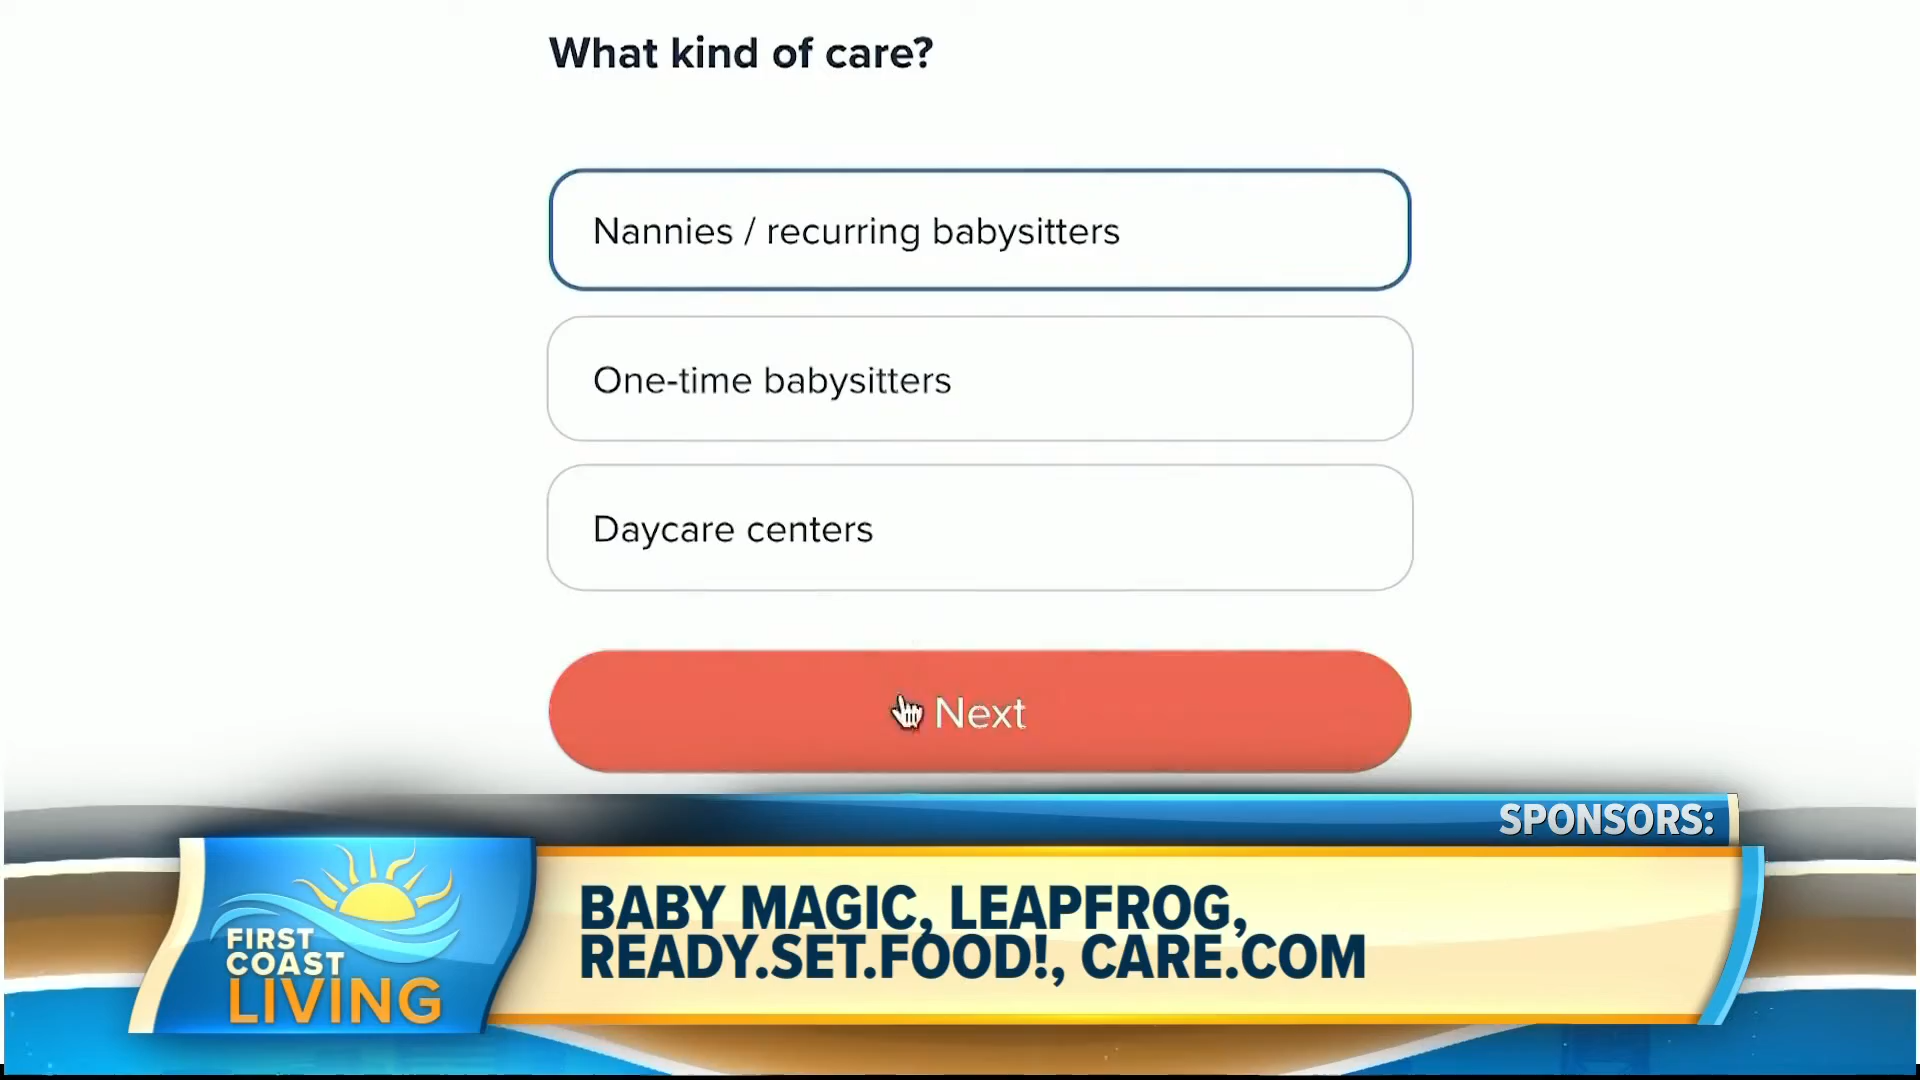 What kind of care?
Nannies / recurring babysitters
One-time babysitters
Daycare centers
Next
SPONSORS:
FIRST
COAST
LIVING
BABY MAGIC, LEAPFROG,
READY.SET.FOOD!, CARE.COM